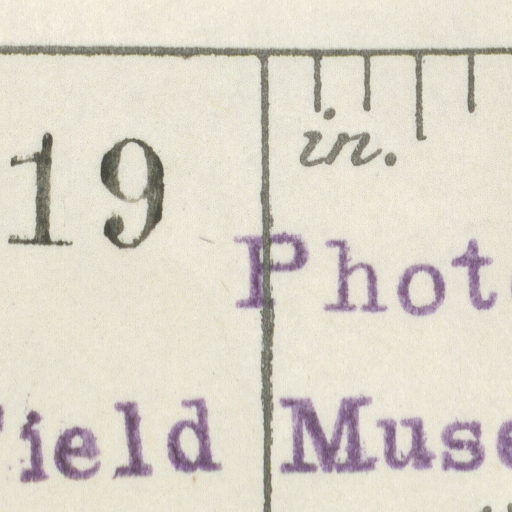 19
in.
Phot
ield Muse